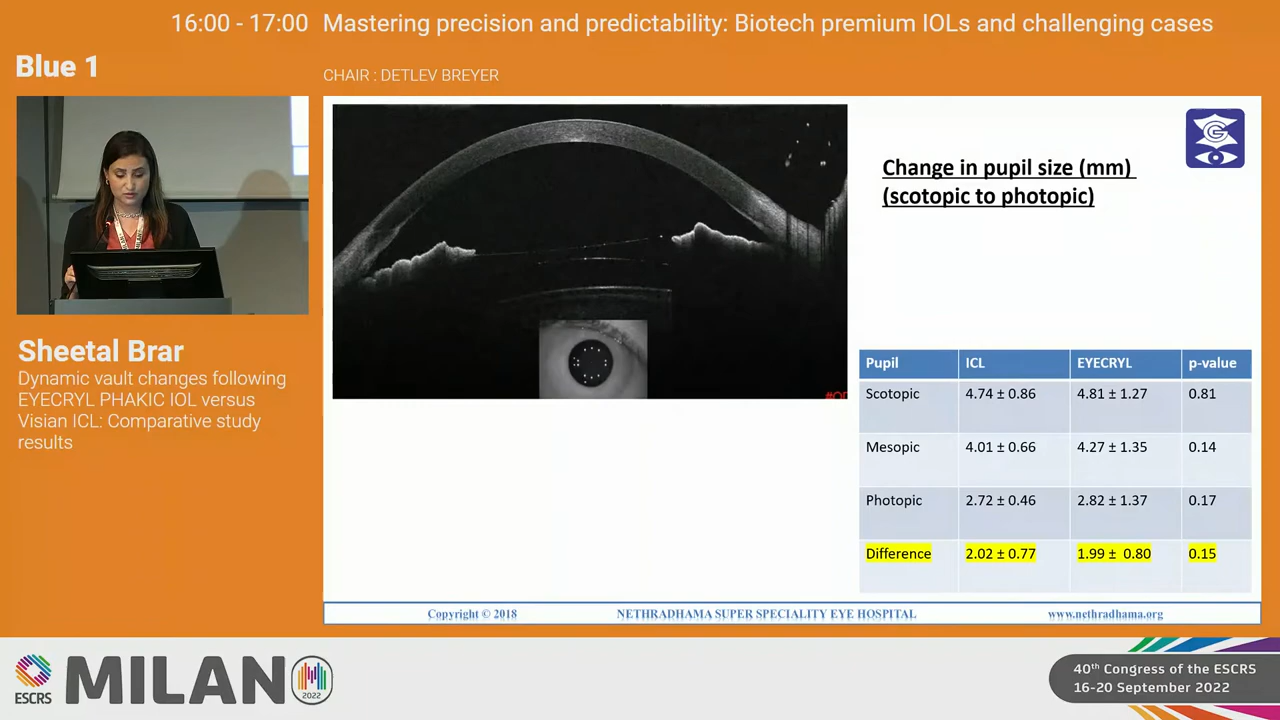 16:00 - 17:00 Mastering precision and predictability: Biotech premium IOLs and challenging cases
Blue 1
CHAIR : DETLEV BREYER
Sheetal Brar
Dynamic vault changes following
EYECRYL PHAKIC IOL versus
Visian ICL: Comparative study
results
Change in pupil size (mm)
(scotopic to photopic)
Pupil ICL EYECRYL p-value
Scotopic 4.74 ± 0.86 4.81 ± 1.27 0.81
Mesopic 4.01 ± 0.66 4.27 ± 1.35 0.14
Photopic 2.72 ± 0.46 2.82 ± 1.37 0.17
Difference 2.02 ± 0.77 1.99 ± 0.80 0.15
Copyright © 2018 NETHRADHAMA SUPER SPECIALITY EYE HOSPITAL www.nethradhama.org
ESCRS
MILANO
2022
40th Congress of the ESCRS
16-20 September 2022